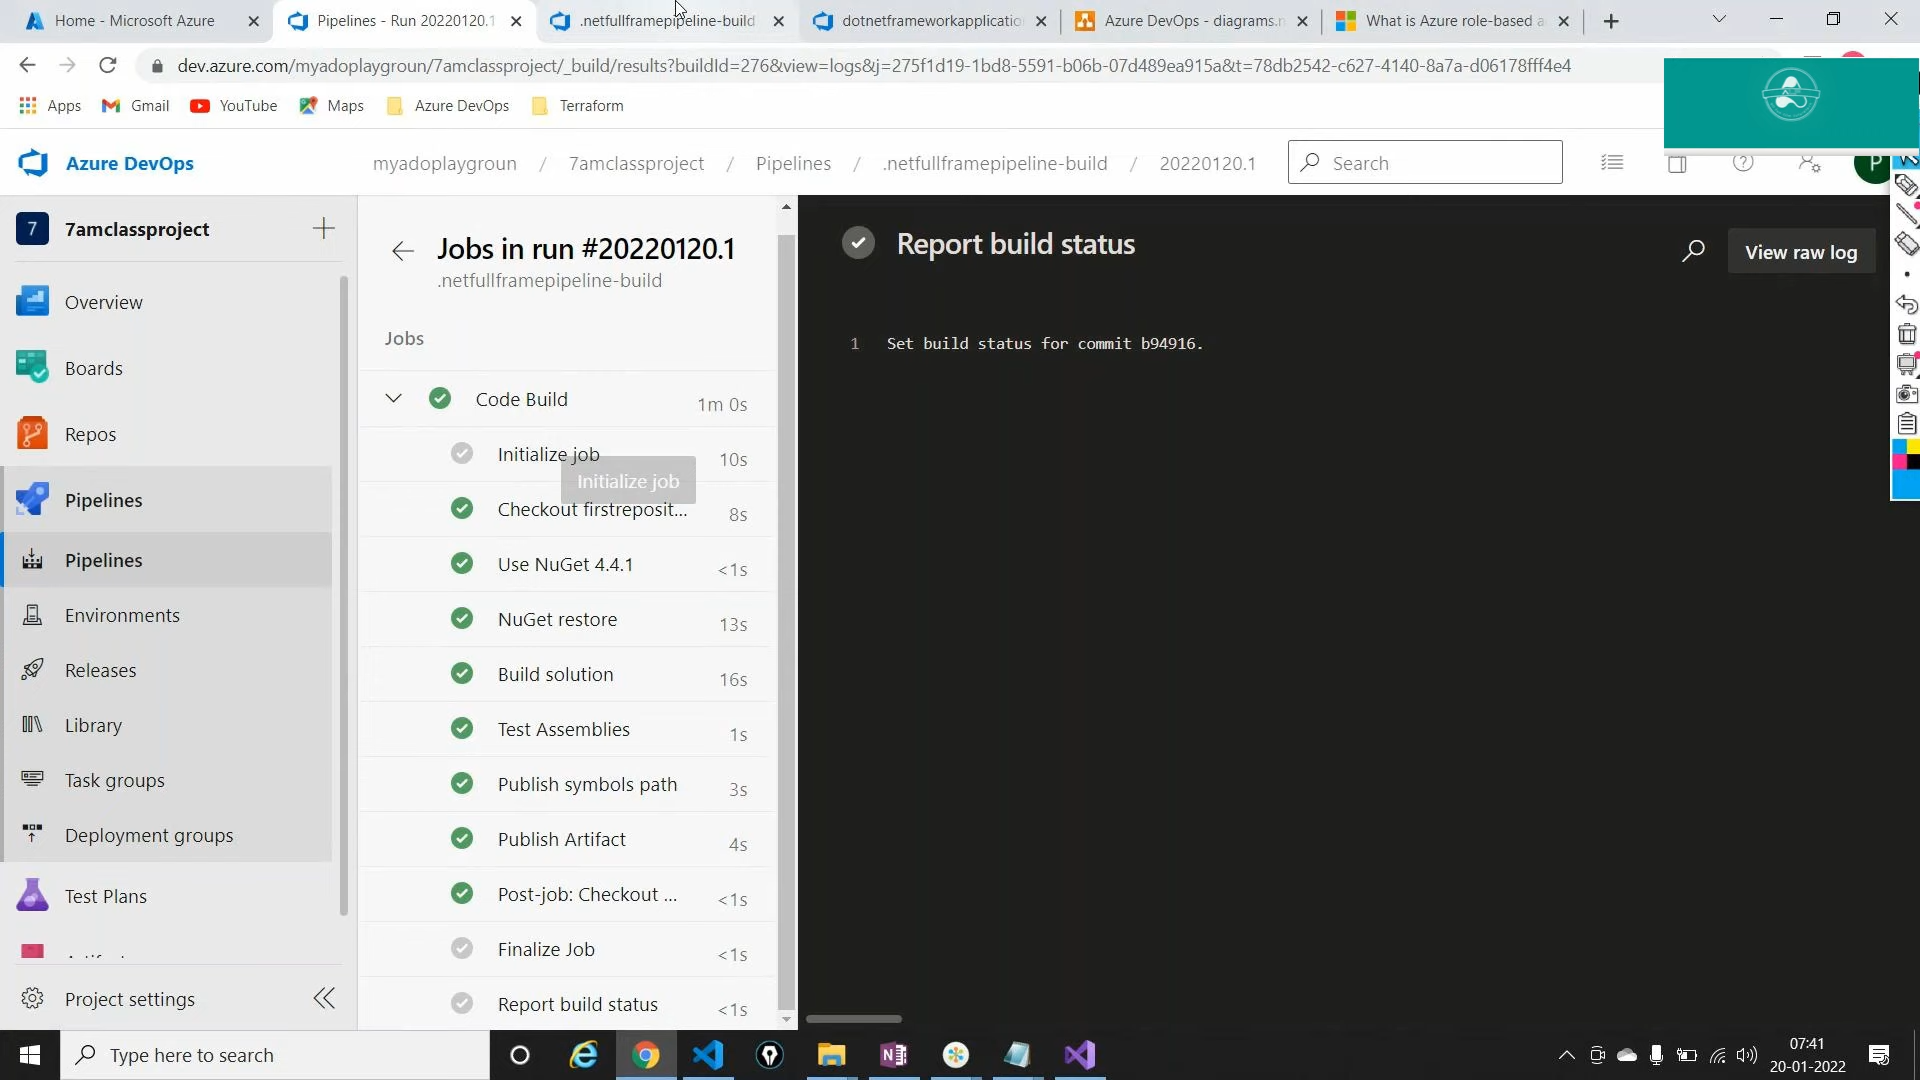 Home - Microsoft Azure
Pipelines - Run 20220120.1
.netfullframepipeline-build
dotnetframeworkapplicatio
Azure DevOps - diagrams.n
What is Azure role-based a
dev.azure.com/myadoplaygroun/7amclassproject/_build/results?buildId=276&view=logs&j=275f1d19-1bd8-5591-b06b-07d489ea915a&t=78db2542-c627-4140-8a7a-d06178fff4e4
Apps
Gmail
YouTube
Maps
Azure DevOps
Terraform
Azure DevOps
myadoplaygroun / 7amclassproject / Pipelines / .netfullframepipeline-build / 20220120.1
Search
P
7
7amclassproject
Overview
Boards
Repos
Pipelines
Pipelines
Environments
Releases
Library
Task groups
Deployment groups
Test Plans
Project settings
Jobs in run #20220120.1
.netfullframepipeline-build
Jobs
Code Build 1m 0s
Initialize job 10s
Initialize job
Checkout firstreposit... 8s
Use NuGet 4.4.1 <1s
NuGet restore 13s
Build solution 16s
Test Assemblies 1s
Publish symbols path 3s
Publish Artifact 4s
Post-job: Checkout ... <1s
Finalize Job <1s
Report build status <1s
Report build status
View raw log
1 Set build status for commit b94916.
Type here to search
07:41
20-01-2022